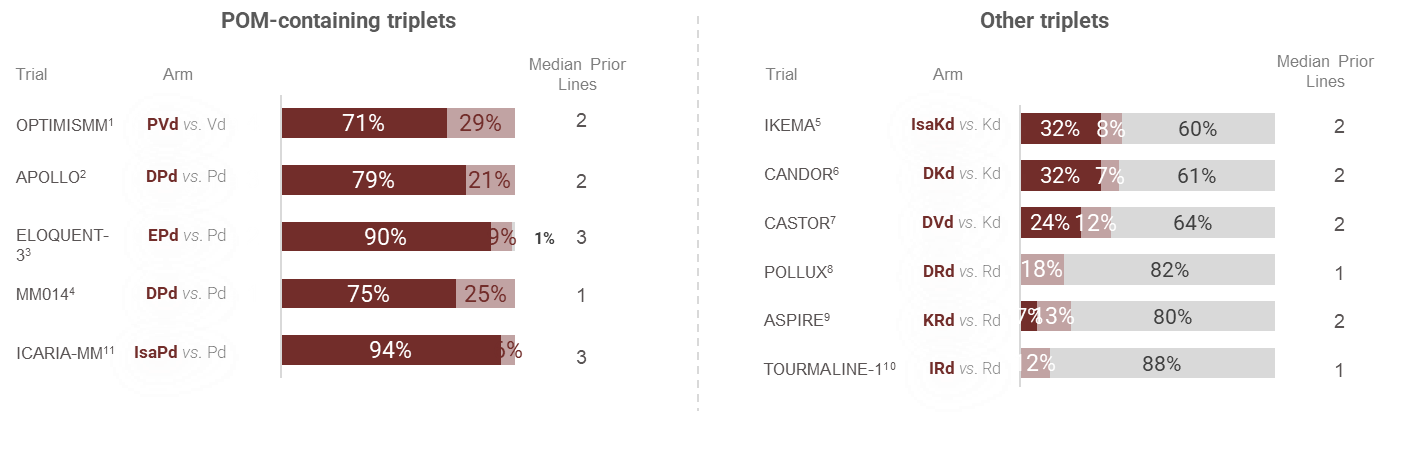 POM-containing triplets
Trial Arm Median Prior Lines
OPTIMISMM¹ PVd vs. Vd 71% 29% 2
APOLLO² DPd vs. Pd 79% 21% 2
ELOQUENT-3³ EPd vs. Pd 90% 9% 1% 3
MM014⁴ DPd vs. Pd 75% 25% 1
ICARIA-MM¹¹ IsaPd vs. Pd 94% 6% 3
Other triplets
Trial Arm Median Prior Lines
IKEMA⁵ IsaKd vs. Kd 32% 8% 60% 2
CANDOR⁶ DKd vs. Kd 32% 7% 61% 2
CASTOR⁷ DVd vs. Kd 24% 12% 64% 2
POLLUX⁸ DRd vs. Rd 18% 82% 1
ASPIRE⁹ KRd vs. Rd 7% 13% 80% 2
TOURMALINE-1¹⁰ IRd vs. Rd 88% 1